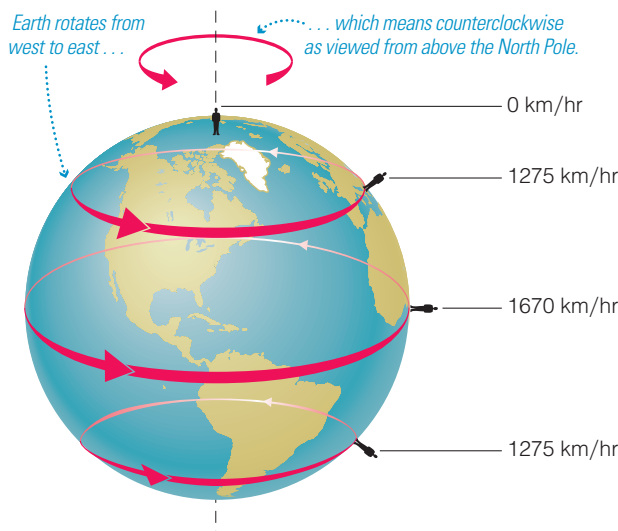 Earth rotates from
west to east . . .
. . . which means counterclockwise
as viewed from above the North Pole.
0 km/hr
1275 km/hr
1670 km/hr
1275 km/hr